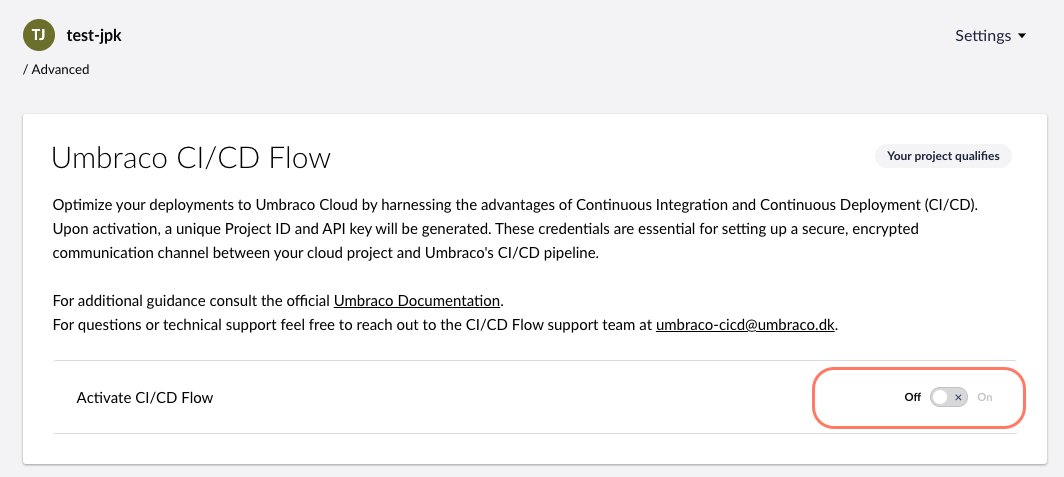 TJ test-jpk
Settings
/ Advanced
Umbraco CI/CD Flow
Your project qualifies
Optimize your deployments to Umbraco Cloud by harnessing the advantages of Continuous Integration and Continuous Deployment (CI/CD).
Upon activation, a unique Project ID and API key will be generated. These credentials are essential for setting up a secure, encrypted
communication channel between your cloud project and Umbraco's CI/CD pipeline.
For additional guidance consult the official Umbraco Documentation.
For questions or technical support feel free to reach out to the CI/CD Flow support team at umbraco-cicd@umbraco.dk.
Activate CI/CD Flow
Off On